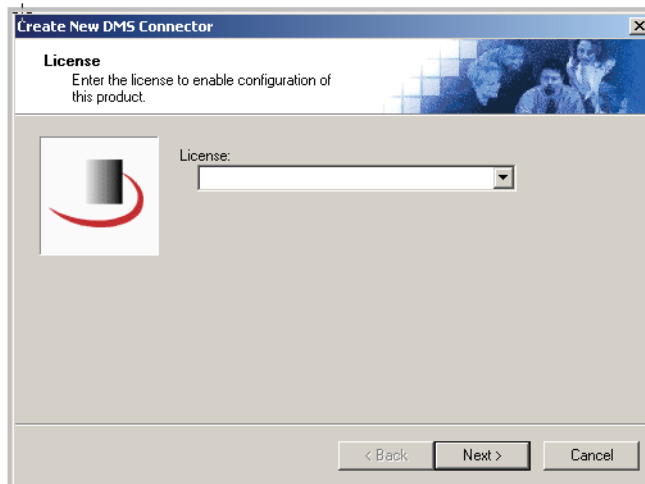 Create New DMS Connector
License
Enter the license to enable configuration of
this product.
License:
< Back
Next >
Cancel